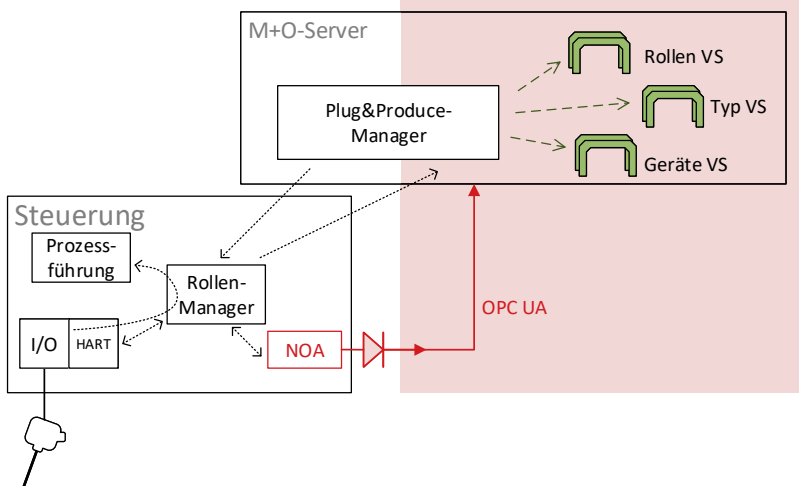 M+O-Server
Rollen VS
Plug&Produce-
Manager
Typ VS
Geräte VS
Steuerung
Prozess-
führung
Rollen-
Manager
OPC UA
I/O
HART
NOA